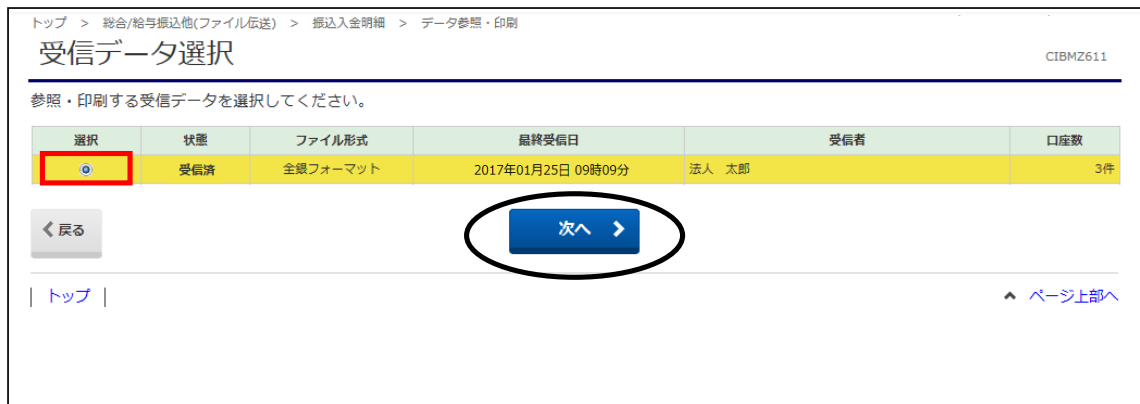 トップ > 総合/給与振込他(ファイル伝送) > 振込入金明細 > データ参照・印刷
受信データ選択 CIBMZ611
参照・印刷する受信データを選択してください。
選択 状態 ファイル形式 最終受信日 受信者 口座数
受信済 全銀フォーマット 2017年01月25日 09時09分 法人 太郎 3件
戻る 次へ
| トップ | ページ上部へ